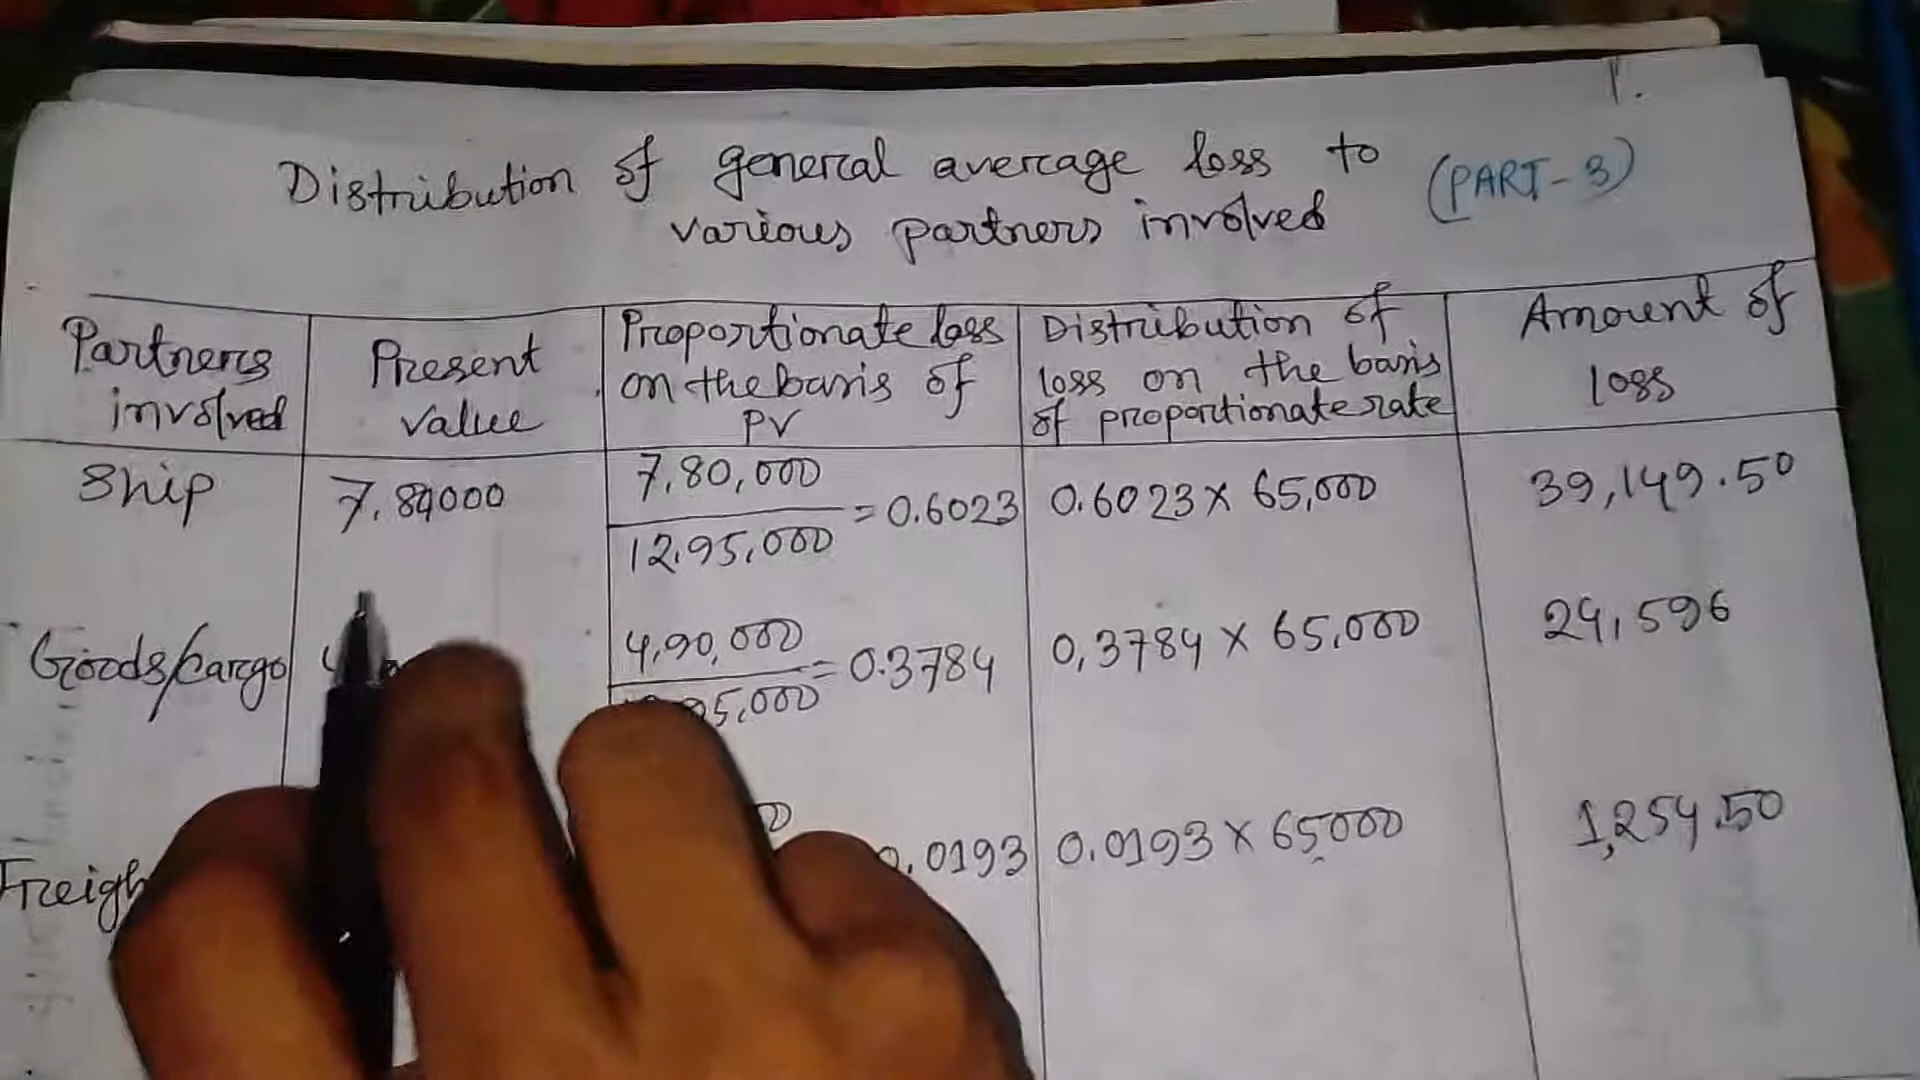 1.
Distribution of general average loss to
various partners involved
(PART-3)
Partners involved
Present value
Proportionate loss on the basis of PV
Distribution of loss on the basis of proportionate rate
Amount of loss
Ship
7,80,000 / 12,95,000 = 0.6023
0.6023 × 65,000
39,149.50
Goods/cargo
4,90,000 / 5,000 = 0.3784
0.3784 × 65,000
24,596
0193
0.0193 × 65000
1,254.50